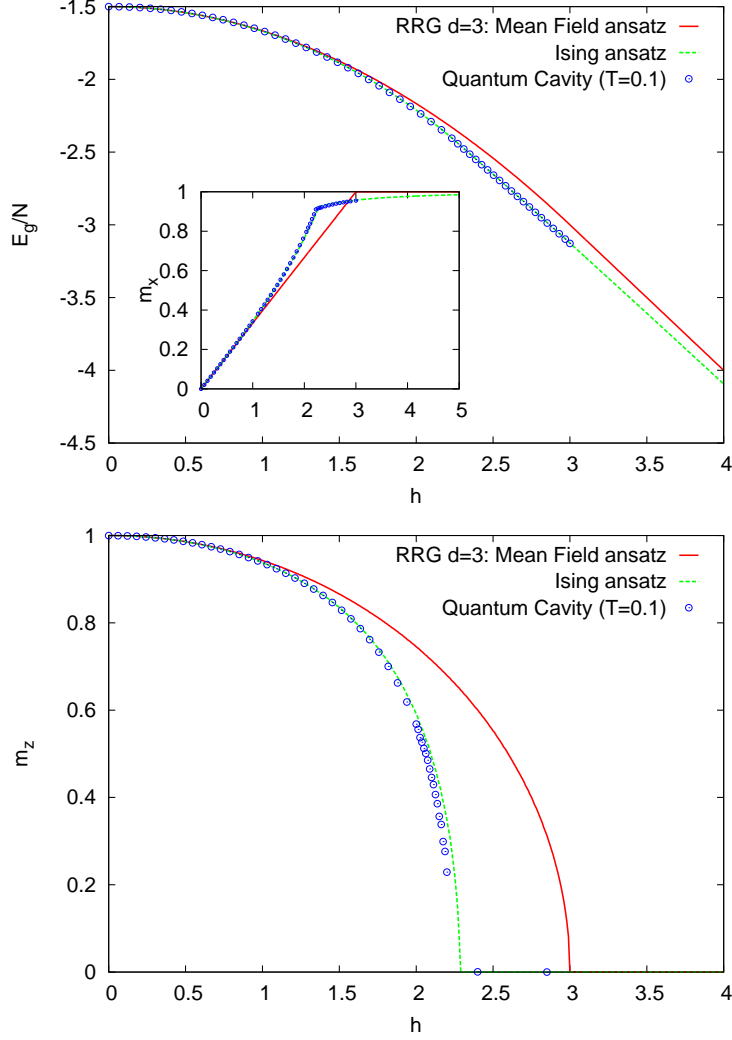 -1.5
-2
-2.5
-3
-3.5
-4
-4.5
0 0.5 1 1.5 2 2.5 3 3.5 4
E_g/N
h
RRG d=3: Mean Field ansatz
Ising ansatz
Quantum Cavity (T=0.1)
1
0.8
0.6
0.4
0.2
0
0 1 2 3 4 5
m_x
1
0.8
0.6
0.4
0.2
0
0 0.5 1 1.5 2 2.5 3 3.5 4
m_z
h
RRG d=3: Mean Field ansatz
Ising ansatz
Quantum Cavity (T=0.1)